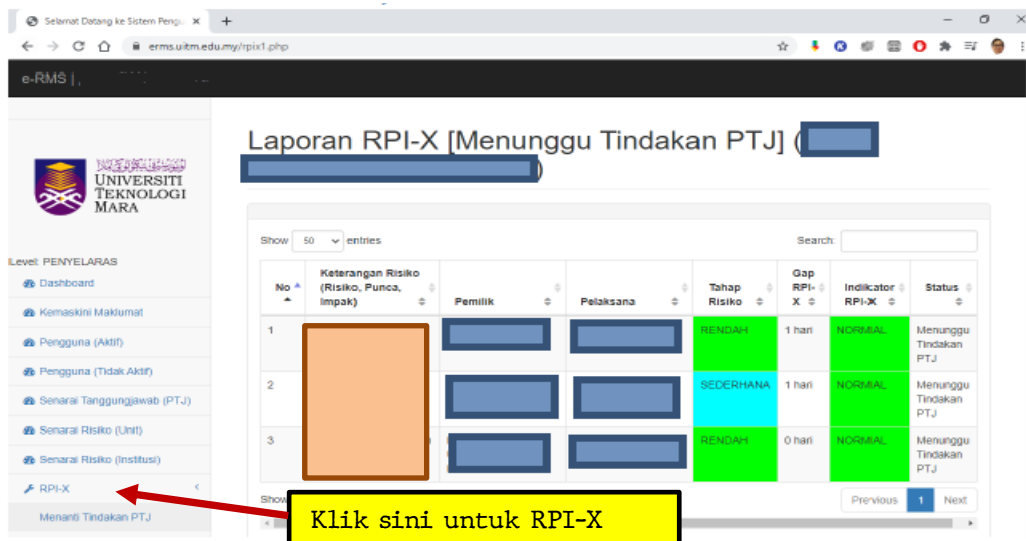 Selamat Datang ke Sistem Pengu
erms.uitm.edu.my/rpix1.php
e-RMS |
UNIVERSITI
TEKNOLOGI
MARA
Level: PENYELARAS
Dashboard
Kemaskini Maklumat
Pengguna (Aktif)
Pengguna (Tidak Aktif)
Senarai Tanggungjawab (PTJ)
Senarai Risiko (Unit)
Senarai Risiko (Institusi)
RPI-X
Menanti Tindakan PTJ
Laporan RPI-X [Menunggu Tindakan PTJ] (
)
Show 50 entries
Search:
No
Keterangan Risiko
(Risiko, Punca,
Impak)
Pemilik
Pelaksana
Tahap
Risiko
Gap
RPI-
X
Indikator
RPI-X
Status
1 RENDAH 1 hari NORMIAL Menunggu
Tindakan
PTJ
2 SEDERHANA 1 hari NORMIAL Menunggu
Tindakan
PTJ
3 RENDAH 0 hari NORMIAL Menunggu
Tindakan
PTJ
Show
Previous 1 Next
Klik sini untuk RPI-X